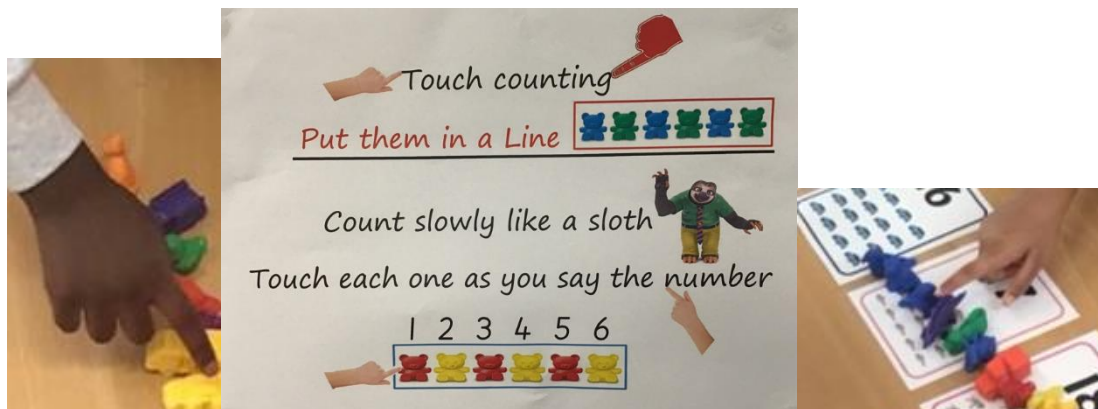 Touch counting
Put them in a Line
Count slowly like a sloth
Touch each one as you say the number
1 2 3 4 5 6